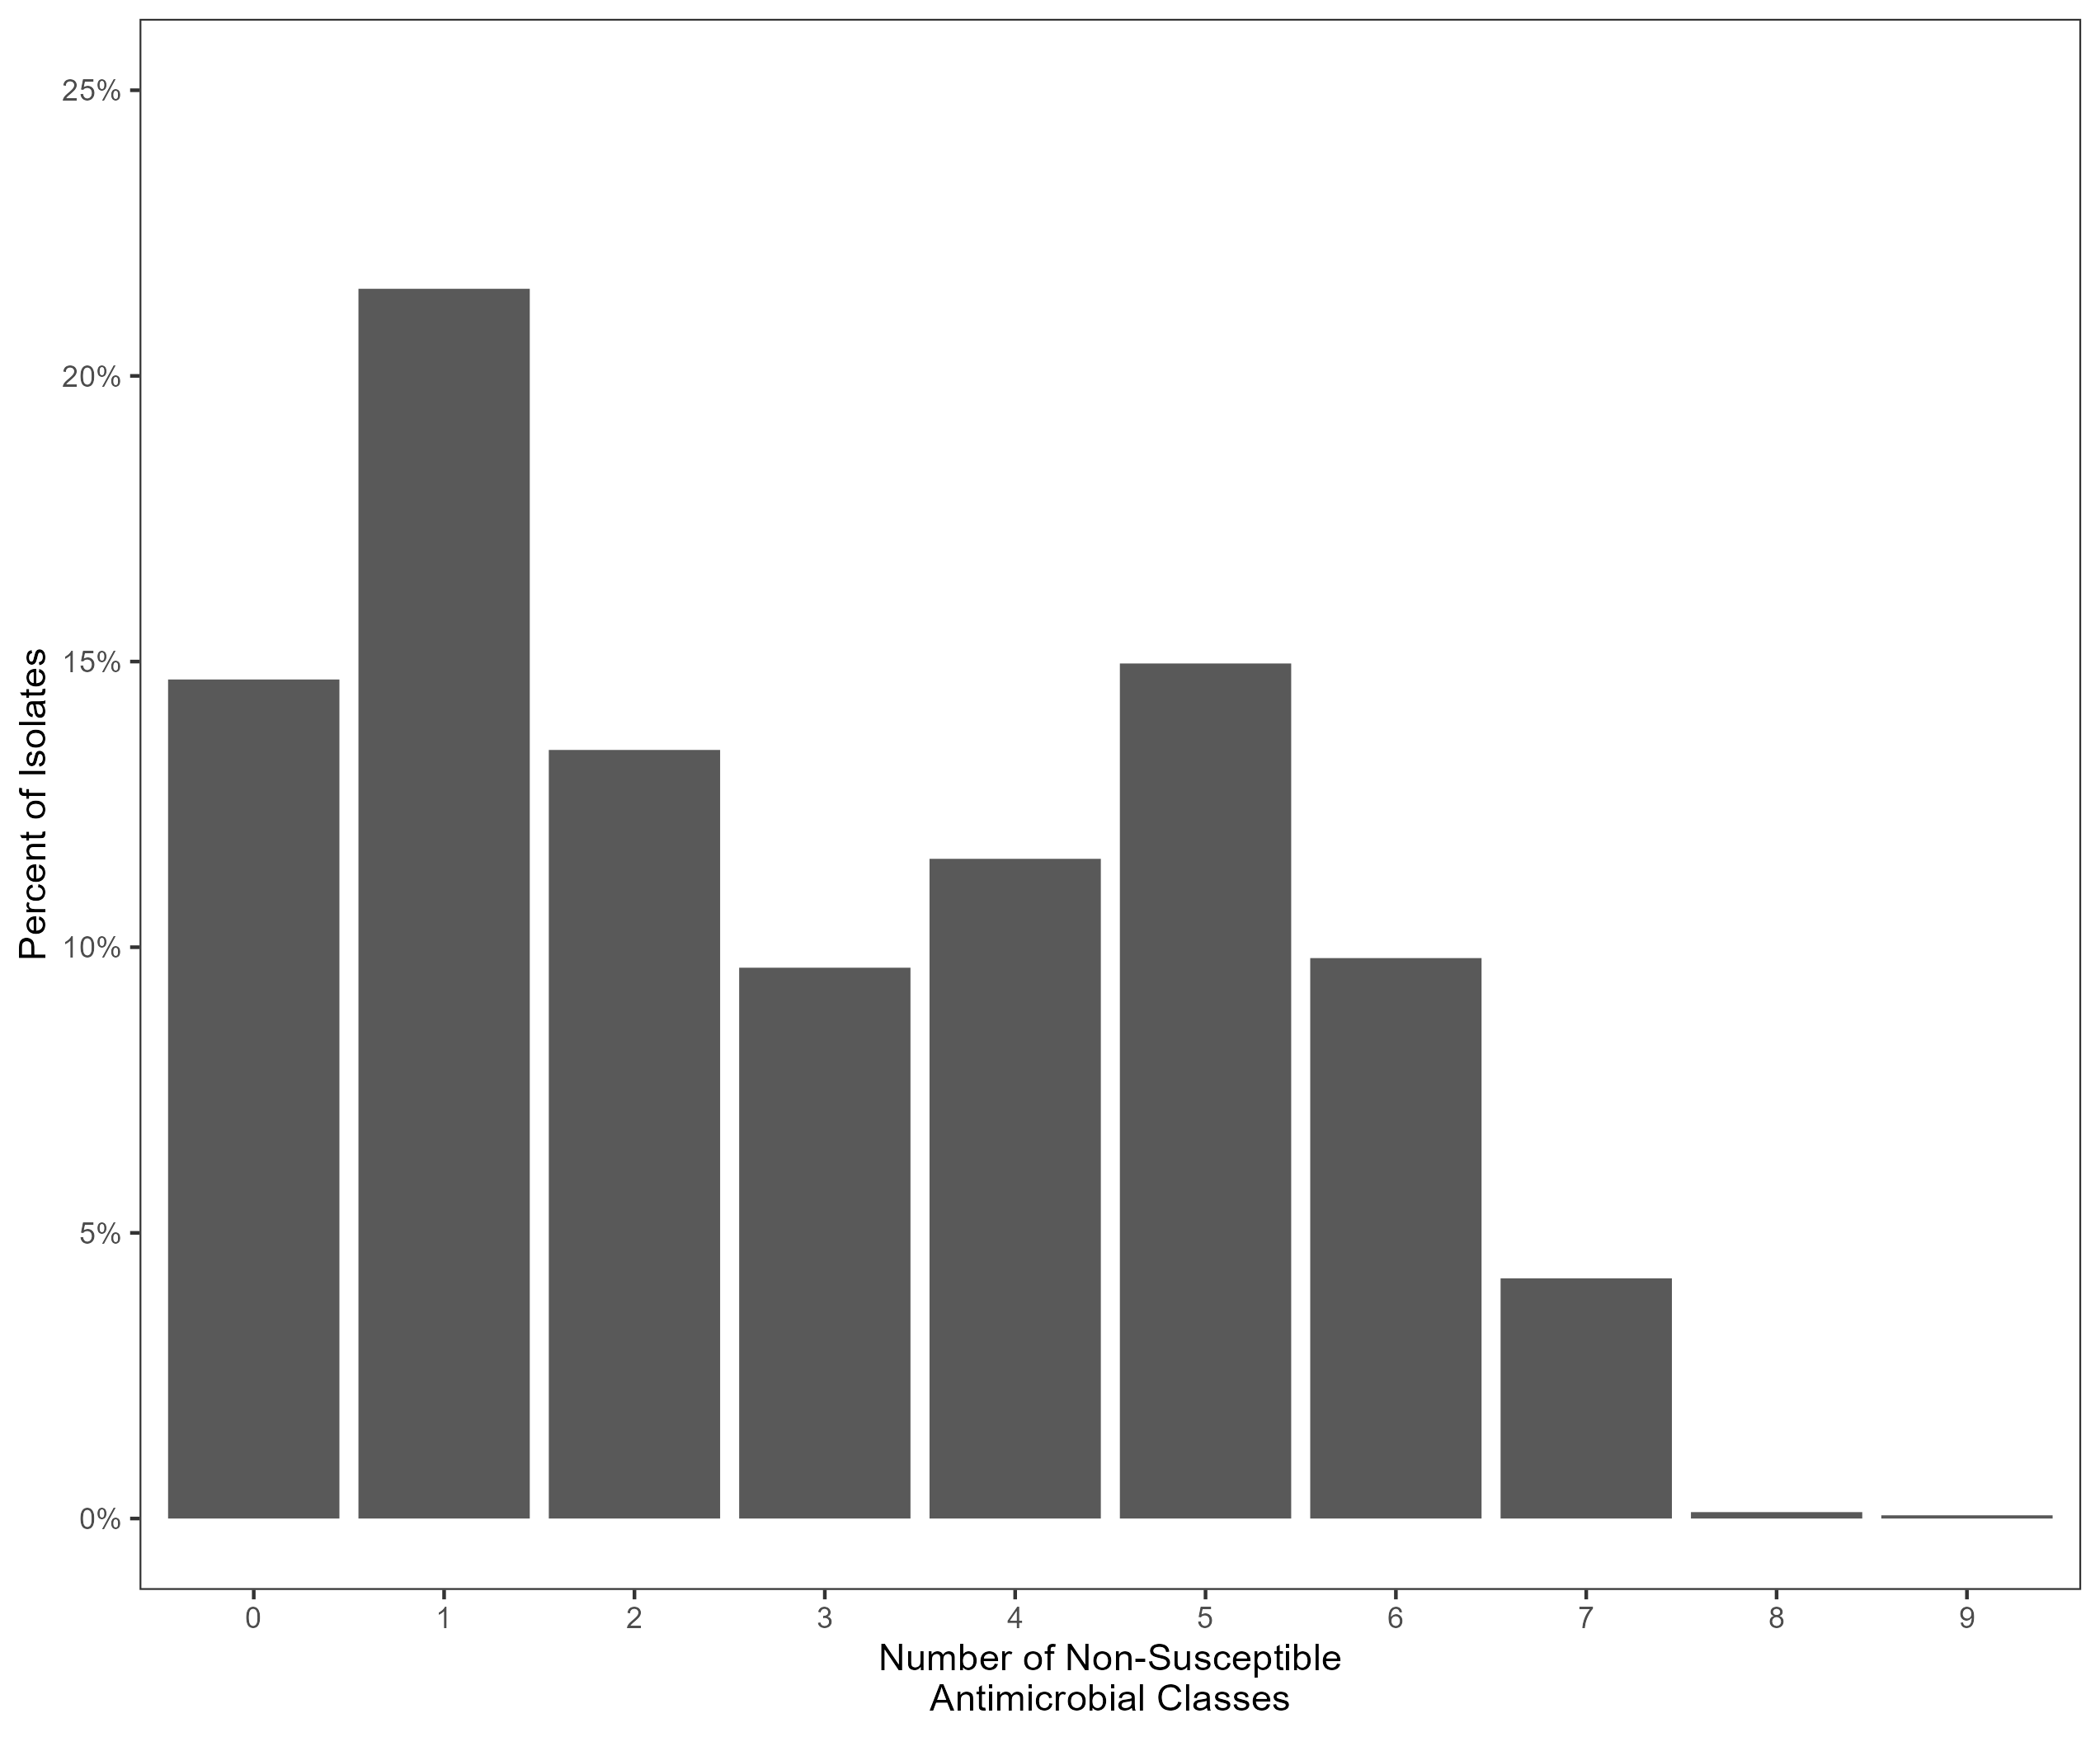 Percent of Isolates
25%
20%
15%
10%
5%
0%
0 1 2 3 4 5 6 7 8 9
Number of Non-Susceptible
Antimicrobial Classes